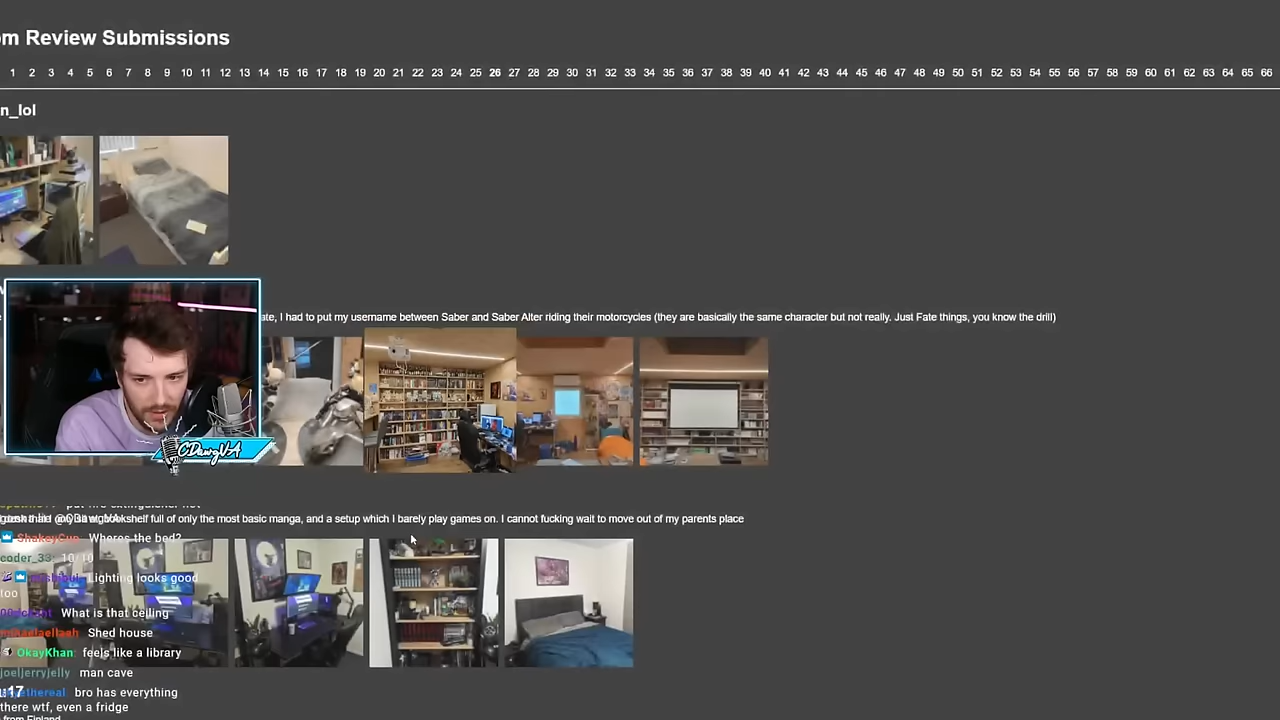 om Review Submissions
1 2 3 4 5 6 7 8 9 10 11 12 13 14 15 16 17 18 19 20 21 22 23 24 25 26 27 28 29 30 31 32 33 34 35 36 37 38 39 40 41 42 43 44 45 46 47 48 49 50 51 52 53 54 55 56 57 58 59 60 61 62 63 64 65 66
n_lol
ate, I had to put my username between Saber and Saber Alter riding their motorcycles (they are basically the same character but not really. Just Fate things, you know the drill)
CDawgVA
full of only the most basic manga, and a setup which I barely play games on. I cannot fucking wait to move out of my parents place
ShakeyCup: Wheres the bed?
coder_33: 10/10
Lighting looks good
too
What is that ceiling
Shed house
OkayKhan: feels like a library
joeljerryjelly man cave
bro has everything
there wtf, even a fridge
from Finland